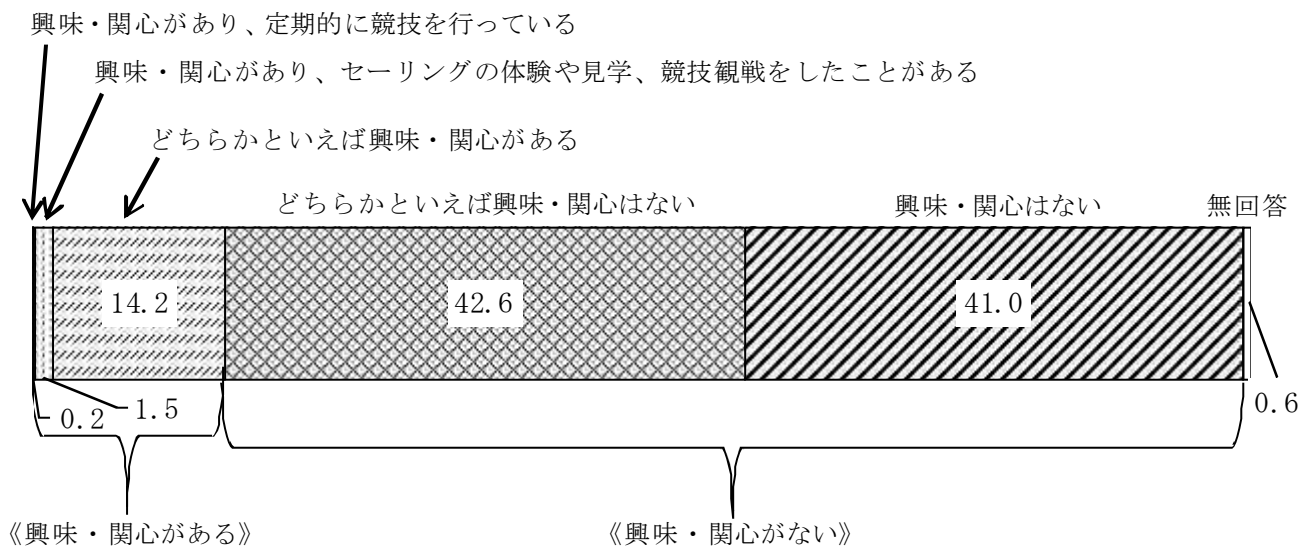 興味・関心があり、定期的に競技を行っている
興味・関心があり、セーリングの体験や見学、競技観戦をしたことがある
どちらかといえば興味・関心がある
どちらかといえば興味・関心はない
興味・関心はない
無回答
14.2
42.6
41.0
0.2
1.5
0.6
《興味・関心がある》
《興味・関心がない》